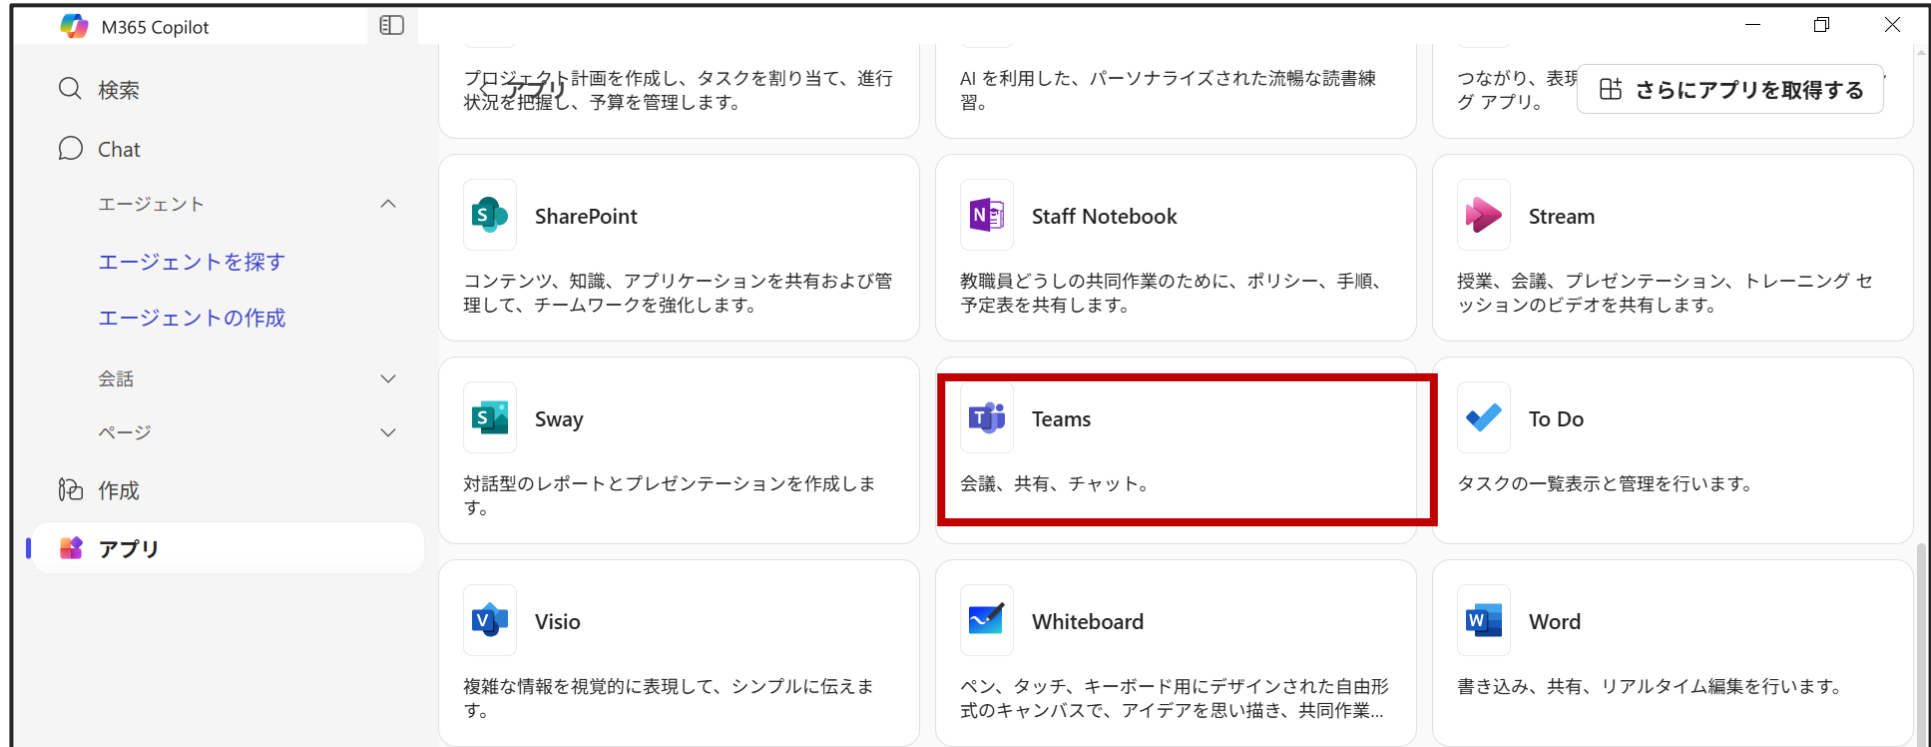 M365 Copilot
検索
Chat
エージェント
エージェントを探す
エージェントの作成
会話
ページ
作成
アプリ
アプリ
さらにアプリを取得する
プロジェクト計画を作成し、タスクを割り当て、進行
状況を把握し、予算を管理します。
AI を利用した、パーソナライズされた流暢な読書練
習。
つながり、表現
グ アプリ。
SharePoint
コンテンツ、知識、アプリケーションを共有および管
理して、チームワークを強化します。
Staff Notebook
教職員どうしの共同作業のために、ポリシー、手順、
予定表を共有します。
Stream
授業、会議、プレゼンテーション、トレーニング セ
ッションのビデオを共有します。
Sway
対話型のレポートとプレゼンテーションを作成しま
す。
Teams
会議、共有、チャット。
To Do
タスクの一覧表示と管理を行います。
Visio
複雑な情報を視覚的に表現して、シンプルに伝えま
す。
Whiteboard
ペン、タッチ、キーボード用にデザインされた自由形
式のキャンバスで、アイデアを思い描き、共同作業...
Word
書き込み、共有、リアルタイム編集を行います。